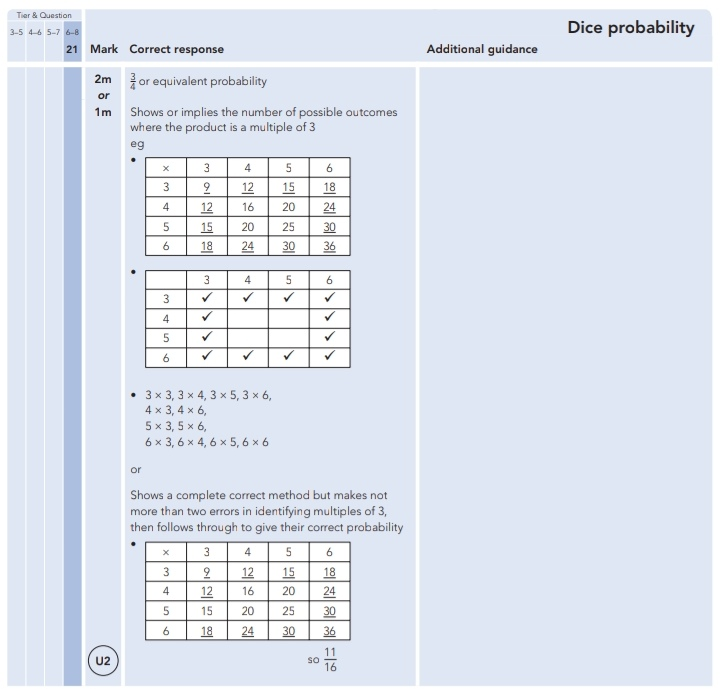 Tier & Question
Dice probability
3–5 4–6 5–7 6–8
21 Mark Correct response Additional guidance
2m 3/4 or equivalent probability
or
1m Shows or implies the number of possible outcomes
where the product is a multiple of 3
eg
•
× 3 4 5 6
3 9 12 15 18
4 12 16 20 24
5 15 20 25 30
6 18 24 30 36
•
3 4 5 6
3 ✓ ✓ ✓ ✓
4 ✓ ✓
5 ✓ ✓
6 ✓ ✓ ✓ ✓
• 3 × 3, 3 × 4, 3 × 5, 3 × 6,
4 × 3, 4 × 6,
5 × 3, 5 × 6,
6 × 3, 6 × 4, 6 × 5, 6 × 6
or
Shows a complete correct method but makes not
more than two errors in identifying multiples of 3,
then follows through to give their correct probability
•
× 3 4 5 6
3 9 12 15 18
4 12 16 20 24
5 15 20 25 30
6 18 24 30 36
U2 so 11/16